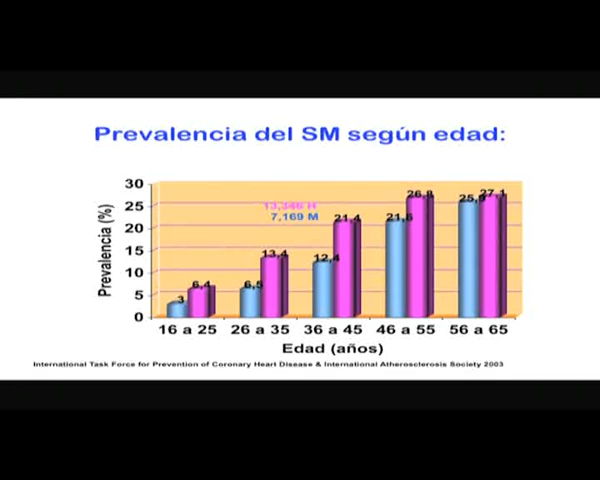 Prevalencia del SM según edad:
Prevalencia (%)
30
25
20
15
10
5
0
13,346 H
7,169 M
3
6,4
6,5
13,4
12,4
21,4
21,8
26,8
25,9
27,1
16 a 25
26 a 35
36 a 45
46 a 55
56 a 65
Edad (años)
International Task Force for Prevention of Coronary Heart Disease & International Atherosclerosis Society 2003